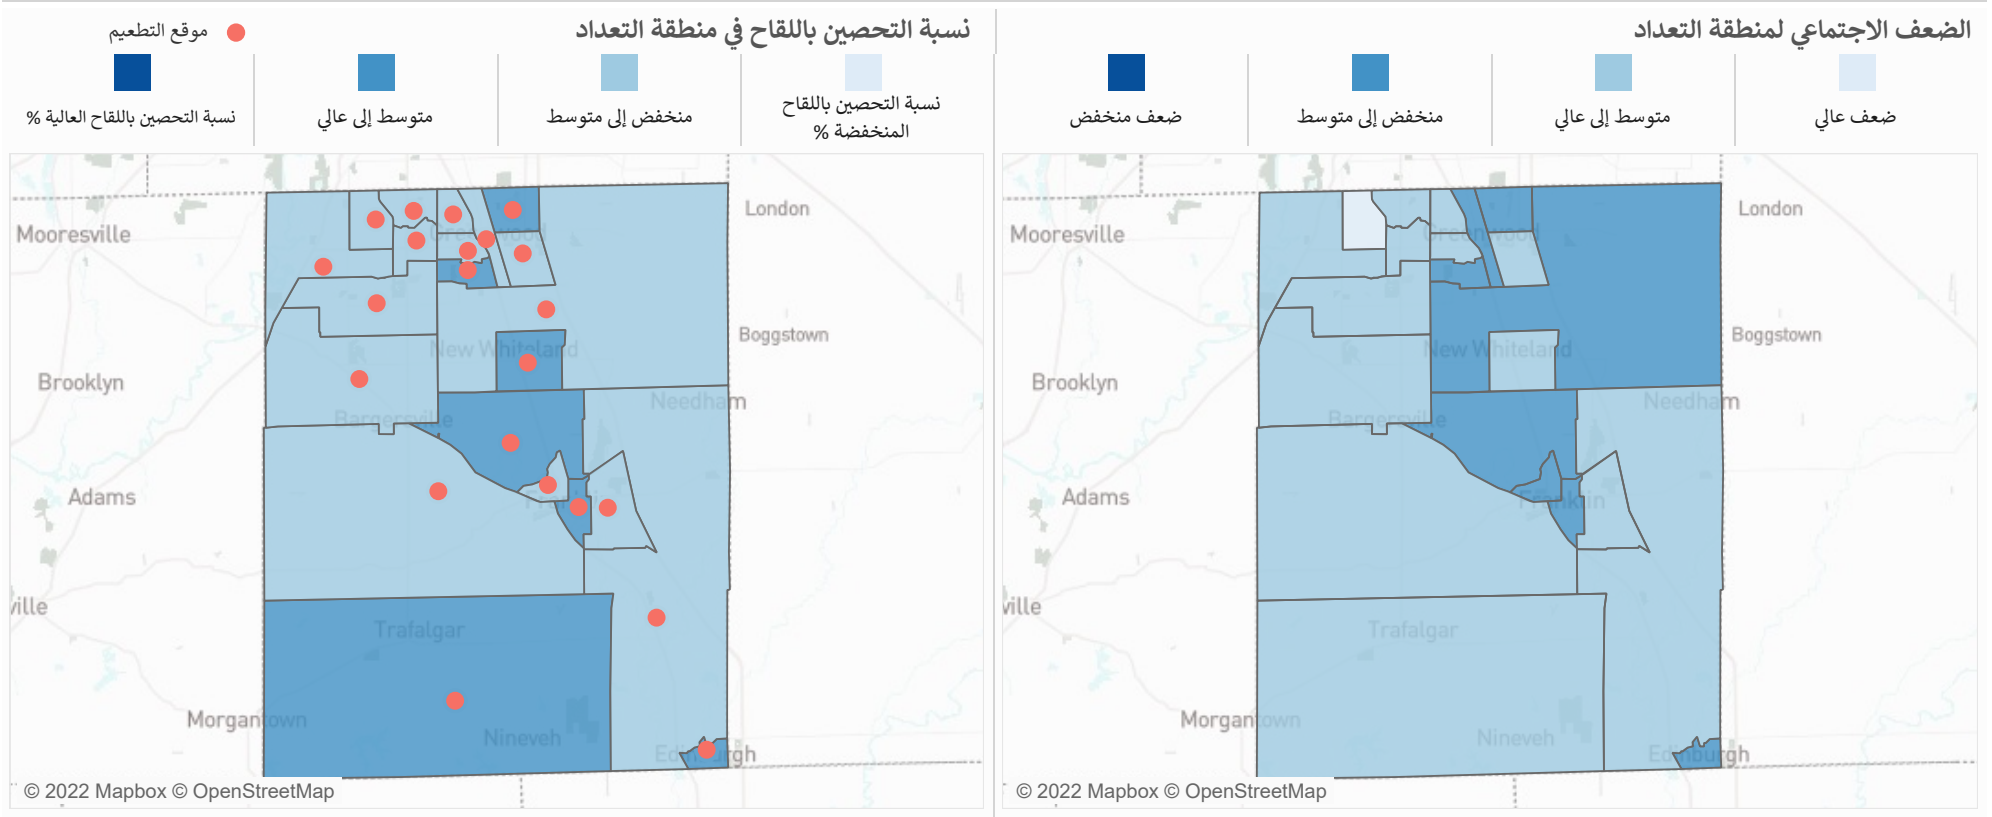 الضعف الاجتماعي لمنطقة التعداد
ضعف عالي
متوسط إلى عالي
منخفض إلى متوسط
ضعف منخفض
London
Mooresville
Greenwood
Boggstown
New Whiteland
Brooklyn
Needham
Bargersville
Adams
Franklin
ville
Trafalgar
Morgantown
Nineveh
Edinburgh
© 2022 Mapbox © OpenStreetMap
نسبة التحصين باللقاح في منطقة التعداد
موقع التطعيم
نسبة التحصين باللقاح
المنخفضة %
منخفض إلى متوسط
متوسط إلى عالي
نسبة التحصين باللقاح العالية %
London
Mooresville
Greenwood
Boggstown
New Whiteland
Brooklyn
Needham
Bargersville
Adams
Franklin
ville
Trafalgar
Morgantown
Nineveh
Edinburgh
© 2022 Mapbox © OpenStreetMap